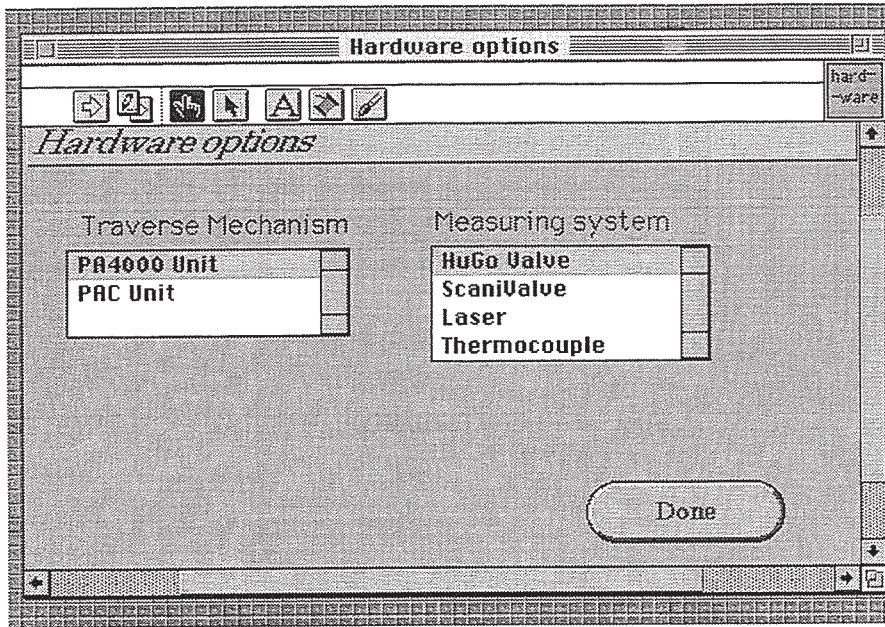 Hardware options
hard-
-ware
A
Hardware options
Traverse Mechanism
PA4000 Unit
PAC Unit
Measuring system
HuGo Valve
ScaniValve
Laser
Thermocouple
Done